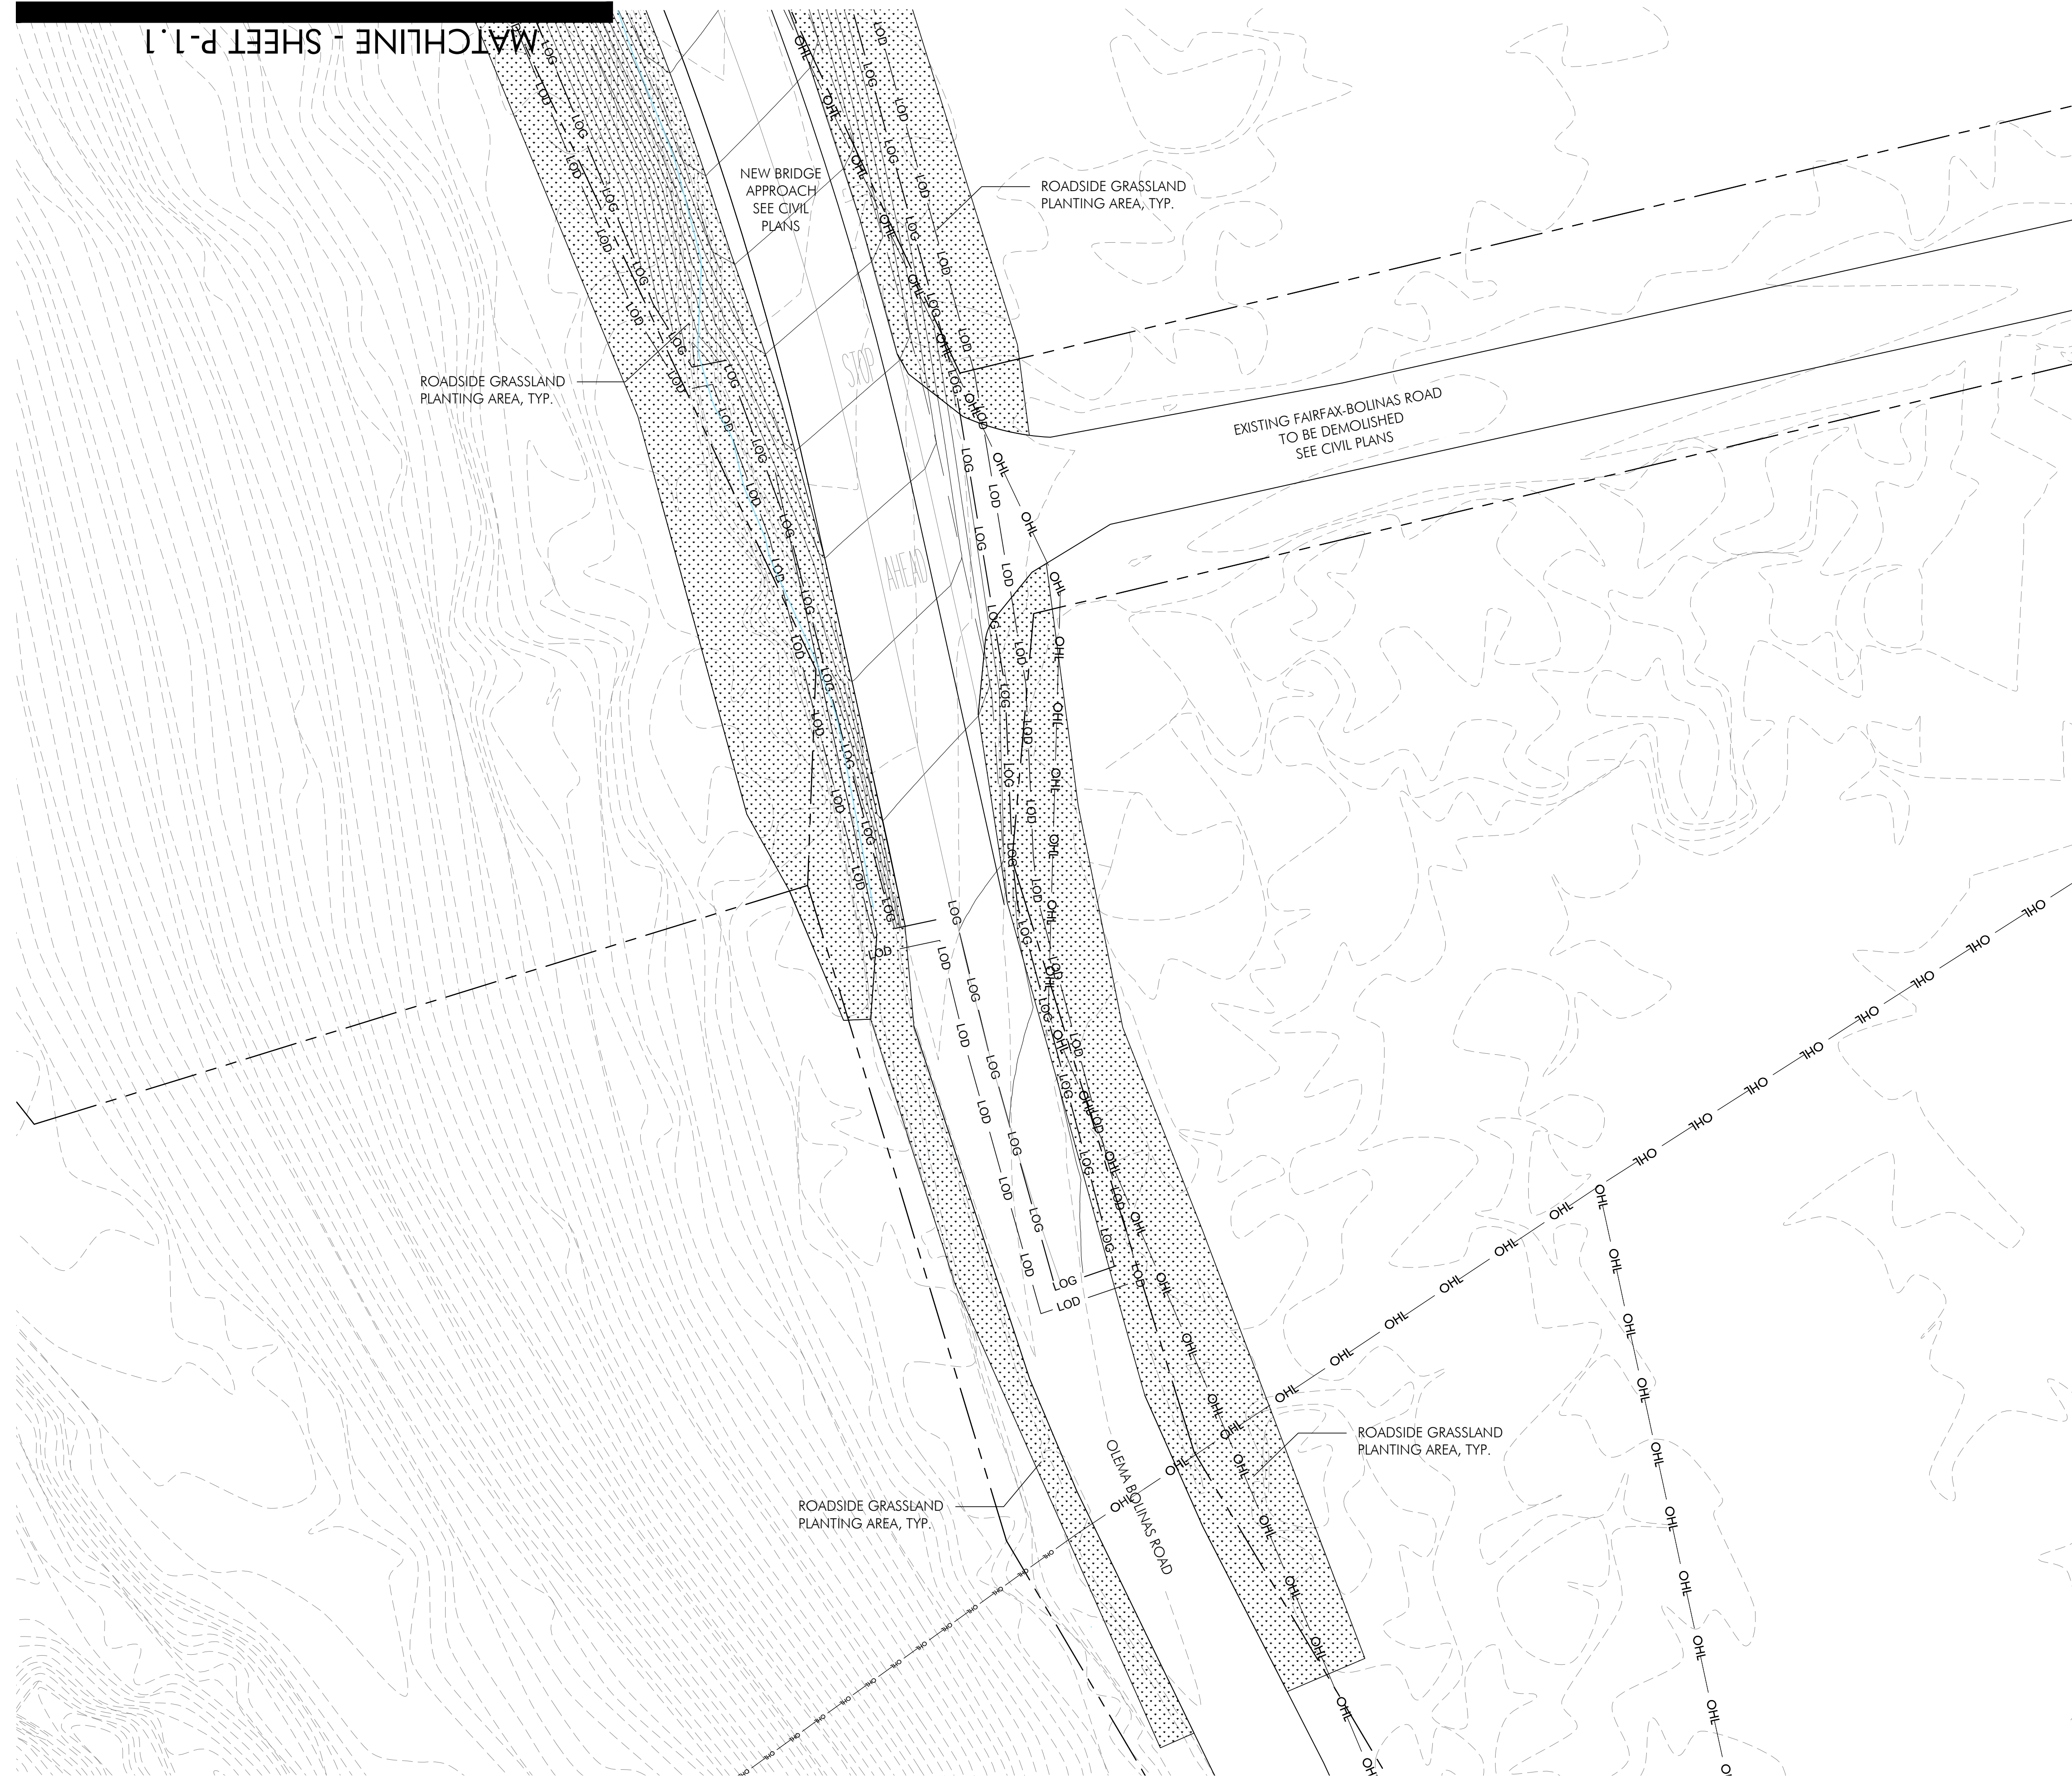 MATCHLINE - SHEET P-1.1
NEW BRIDGE
APPROACH
SEE CIVIL
PLANS
ROADSIDE GRASSLAND
PLANTING AREA, TYP.
ROADSIDE GRASSLAND
PLANTING AREA, TYP.
STOP
AHEAD
EXISTING FAIRFAX-BOLINAS ROAD
TO BE DEMOLISHED
SEE CIVIL PLANS
LOG
LOD
OHL
ROADSIDE GRASSLAND
PLANTING AREA, TYP.
ROADSIDE GRASSLAND
PLANTING AREA, TYP.
OLEMA BOLINAS ROAD